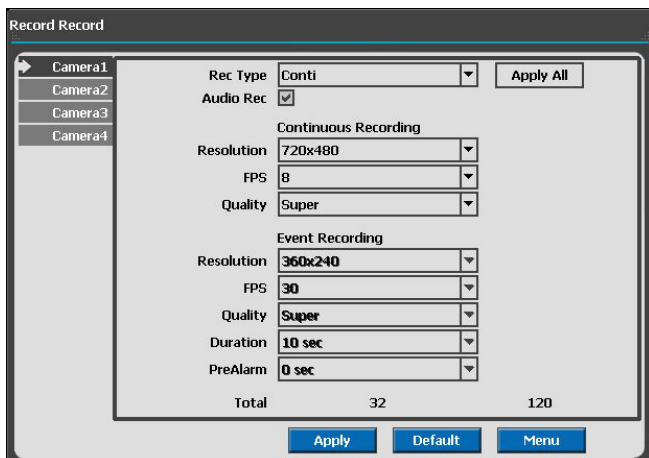 Record Record
Camera1
Camera2
Camera3
Camera4
Rec Type Conti Apply All
Audio Rec
Continuous Recording
Resolution 720x480
FPS 8
Quality Super
Event Recording
Resolution 360x240
FPS 30
Quality Super
Duration 10 sec
PreAlarm 0 sec
Total 32 120
Apply Default Menu